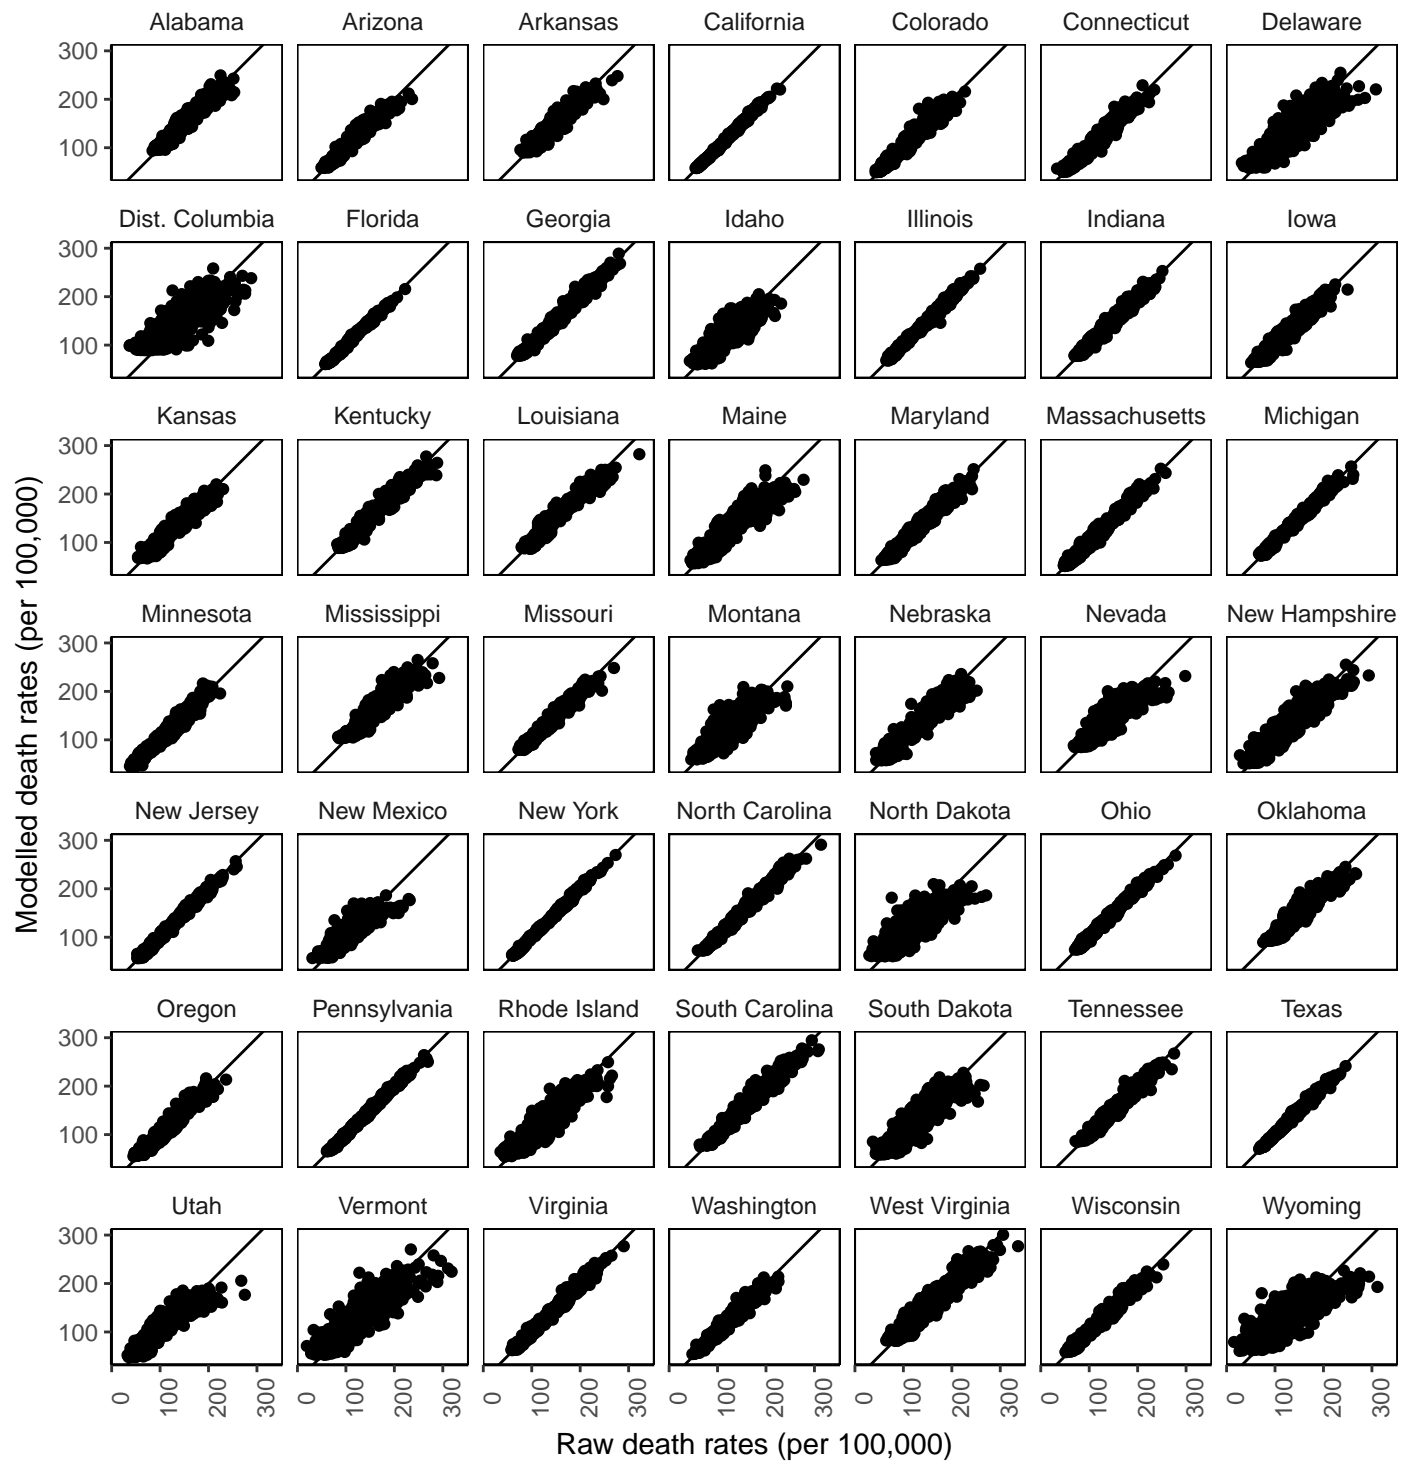 Alabama Arizona Arkansas California Colorado Connecticut Delaware
300
200
100
Dist. Columbia Florida Georgia Idaho Illinois Indiana Iowa
300
200
100
Kansas Kentucky Louisiana Maine Maryland Massachusetts Michigan
300
200
100
Modelled death rates (per 100,000)
Minnesota Mississippi Missouri Montana Nebraska Nevada New Hampshire
300
200
100
New Jersey New Mexico New York North Carolina North Dakota Ohio Oklahoma
300
200
100
Oregon Pennsylvania Rhode Island South Carolina South Dakota Tennessee Texas
300
200
100
Utah Vermont Virginia Washington West Virginia Wisconsin Wyoming
300
200
100
0 100 200 300 0 100 200 300 0 100 200 300 0 100 200 300 0 100 200 300 0 100 200 300 0 100 200 300
Raw death rates (per 100,000)